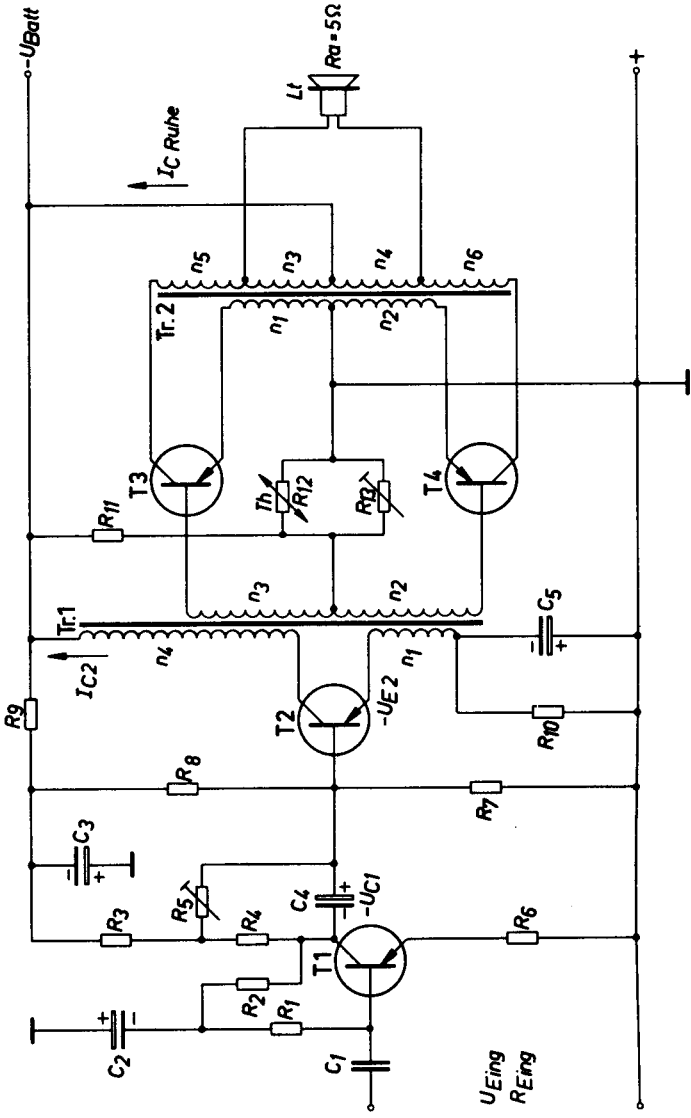 -UBatt
R9
IC2
IC Ruhe
C2
+
-
R3
C3
-
+
R8
Tr.1
R11
Tr.2
R5
R2
R1
R4
n4
T3
n5
C4
-
+
-UC1
T2
n3
Th
R12
n1
n3
Lt
Ra=5Ω
C1
T1
-UE2
n1
n2
R13
n2
n4
T4
n6
UEing
REing
R6
R7
R10
-
+
C5
+